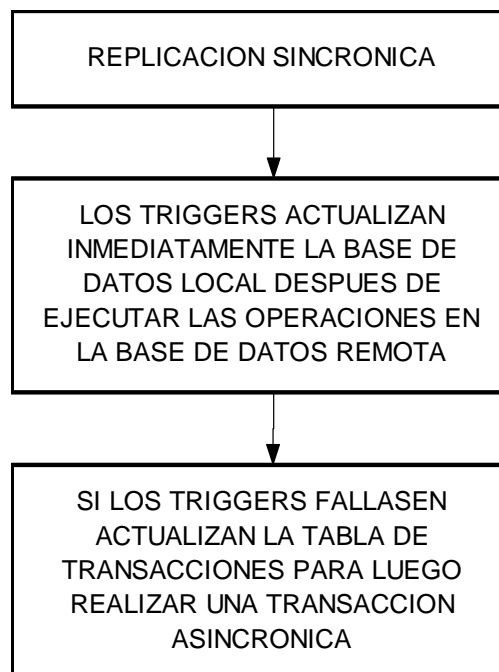 REPLICACION SINCRONICA
LOS TRIGGERS ACTUALIZAN
INMEDIATAMENTE LA BASE DE
DATOS LOCAL DESPUES DE
EJECUTAR LAS OPERACIONES EN
LA BASE DE DATOS REMOTA
SI LOS TRIGGERS FALLASEN
ACTUALIZAN LA TABLA DE
TRANSACCIONES PARA LUEGO
REALIZAR UNA TRANSACCION
ASINCRONICA